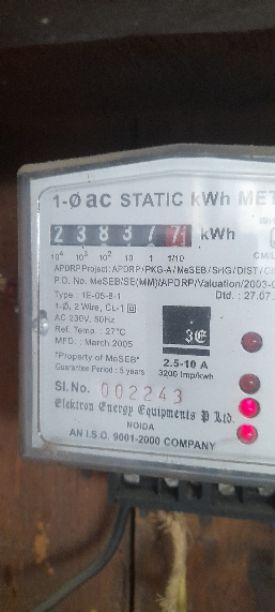 1-Ø ac STATIC kWh MET
2 3 8 3 7 7 kWh
10⁴ 10³ 10² 10 1 1/10
APDRP Project: APDRP/PKG-A/MeSEB/SHG/DIST/
P.O. No. MeSEB/SE(MM)/APDRP/Valuation/2003-
Type : 1E-05-8-1 Dtd. : 27.07.
1-Ø, 2 Wire, CL-1
AC 230V, 50Hz
Ref. Temp. : 27°C
MFD. : March 2005
3E
"Property of MeSEB"
2.5-10 A
Guarantee Period : 5 years
3200 Imp/kwh
Sl. No. 002243
Elektron Energy Equipments P Ltd.
NOIDA
AN I.S.O. 9001-2000 COMPANY